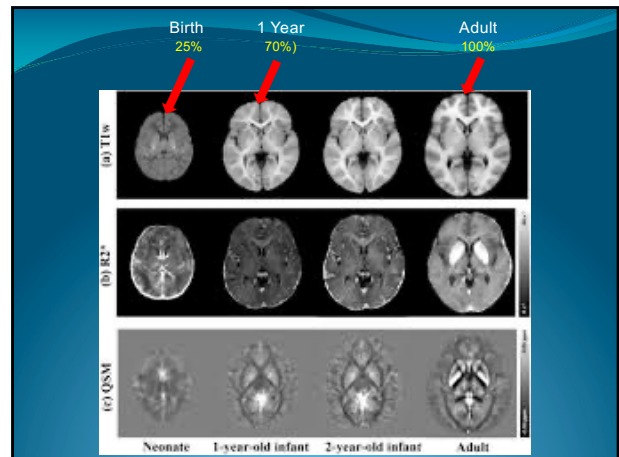 Birth 1 Year Adult
25% 70%) 100%
(a) T1w
(b) R2*
(c) QSM
Neonate 1-year-old infant 2-year-old infant Adult